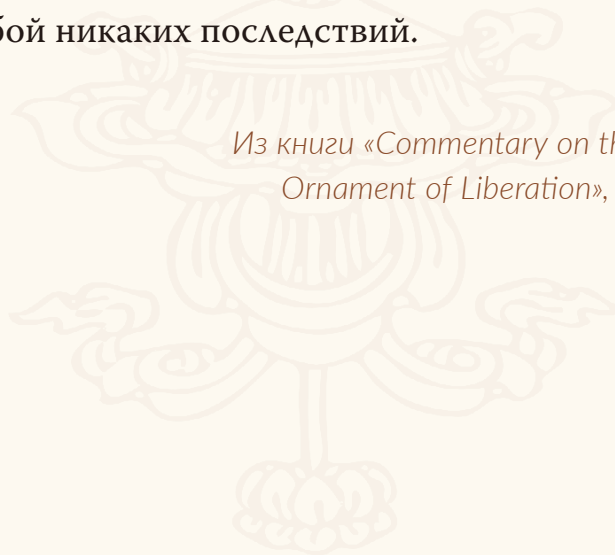 бой никаких последствий.
Из книги «Commentary on th
Ornament of Liberation»,